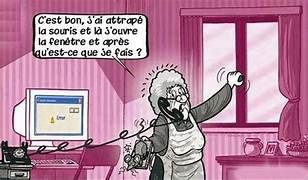 C'est bon, j'ai attrapé
la souris et là j'ouvre
la fenêtre et après
qu'est-ce que je fais ?
Error